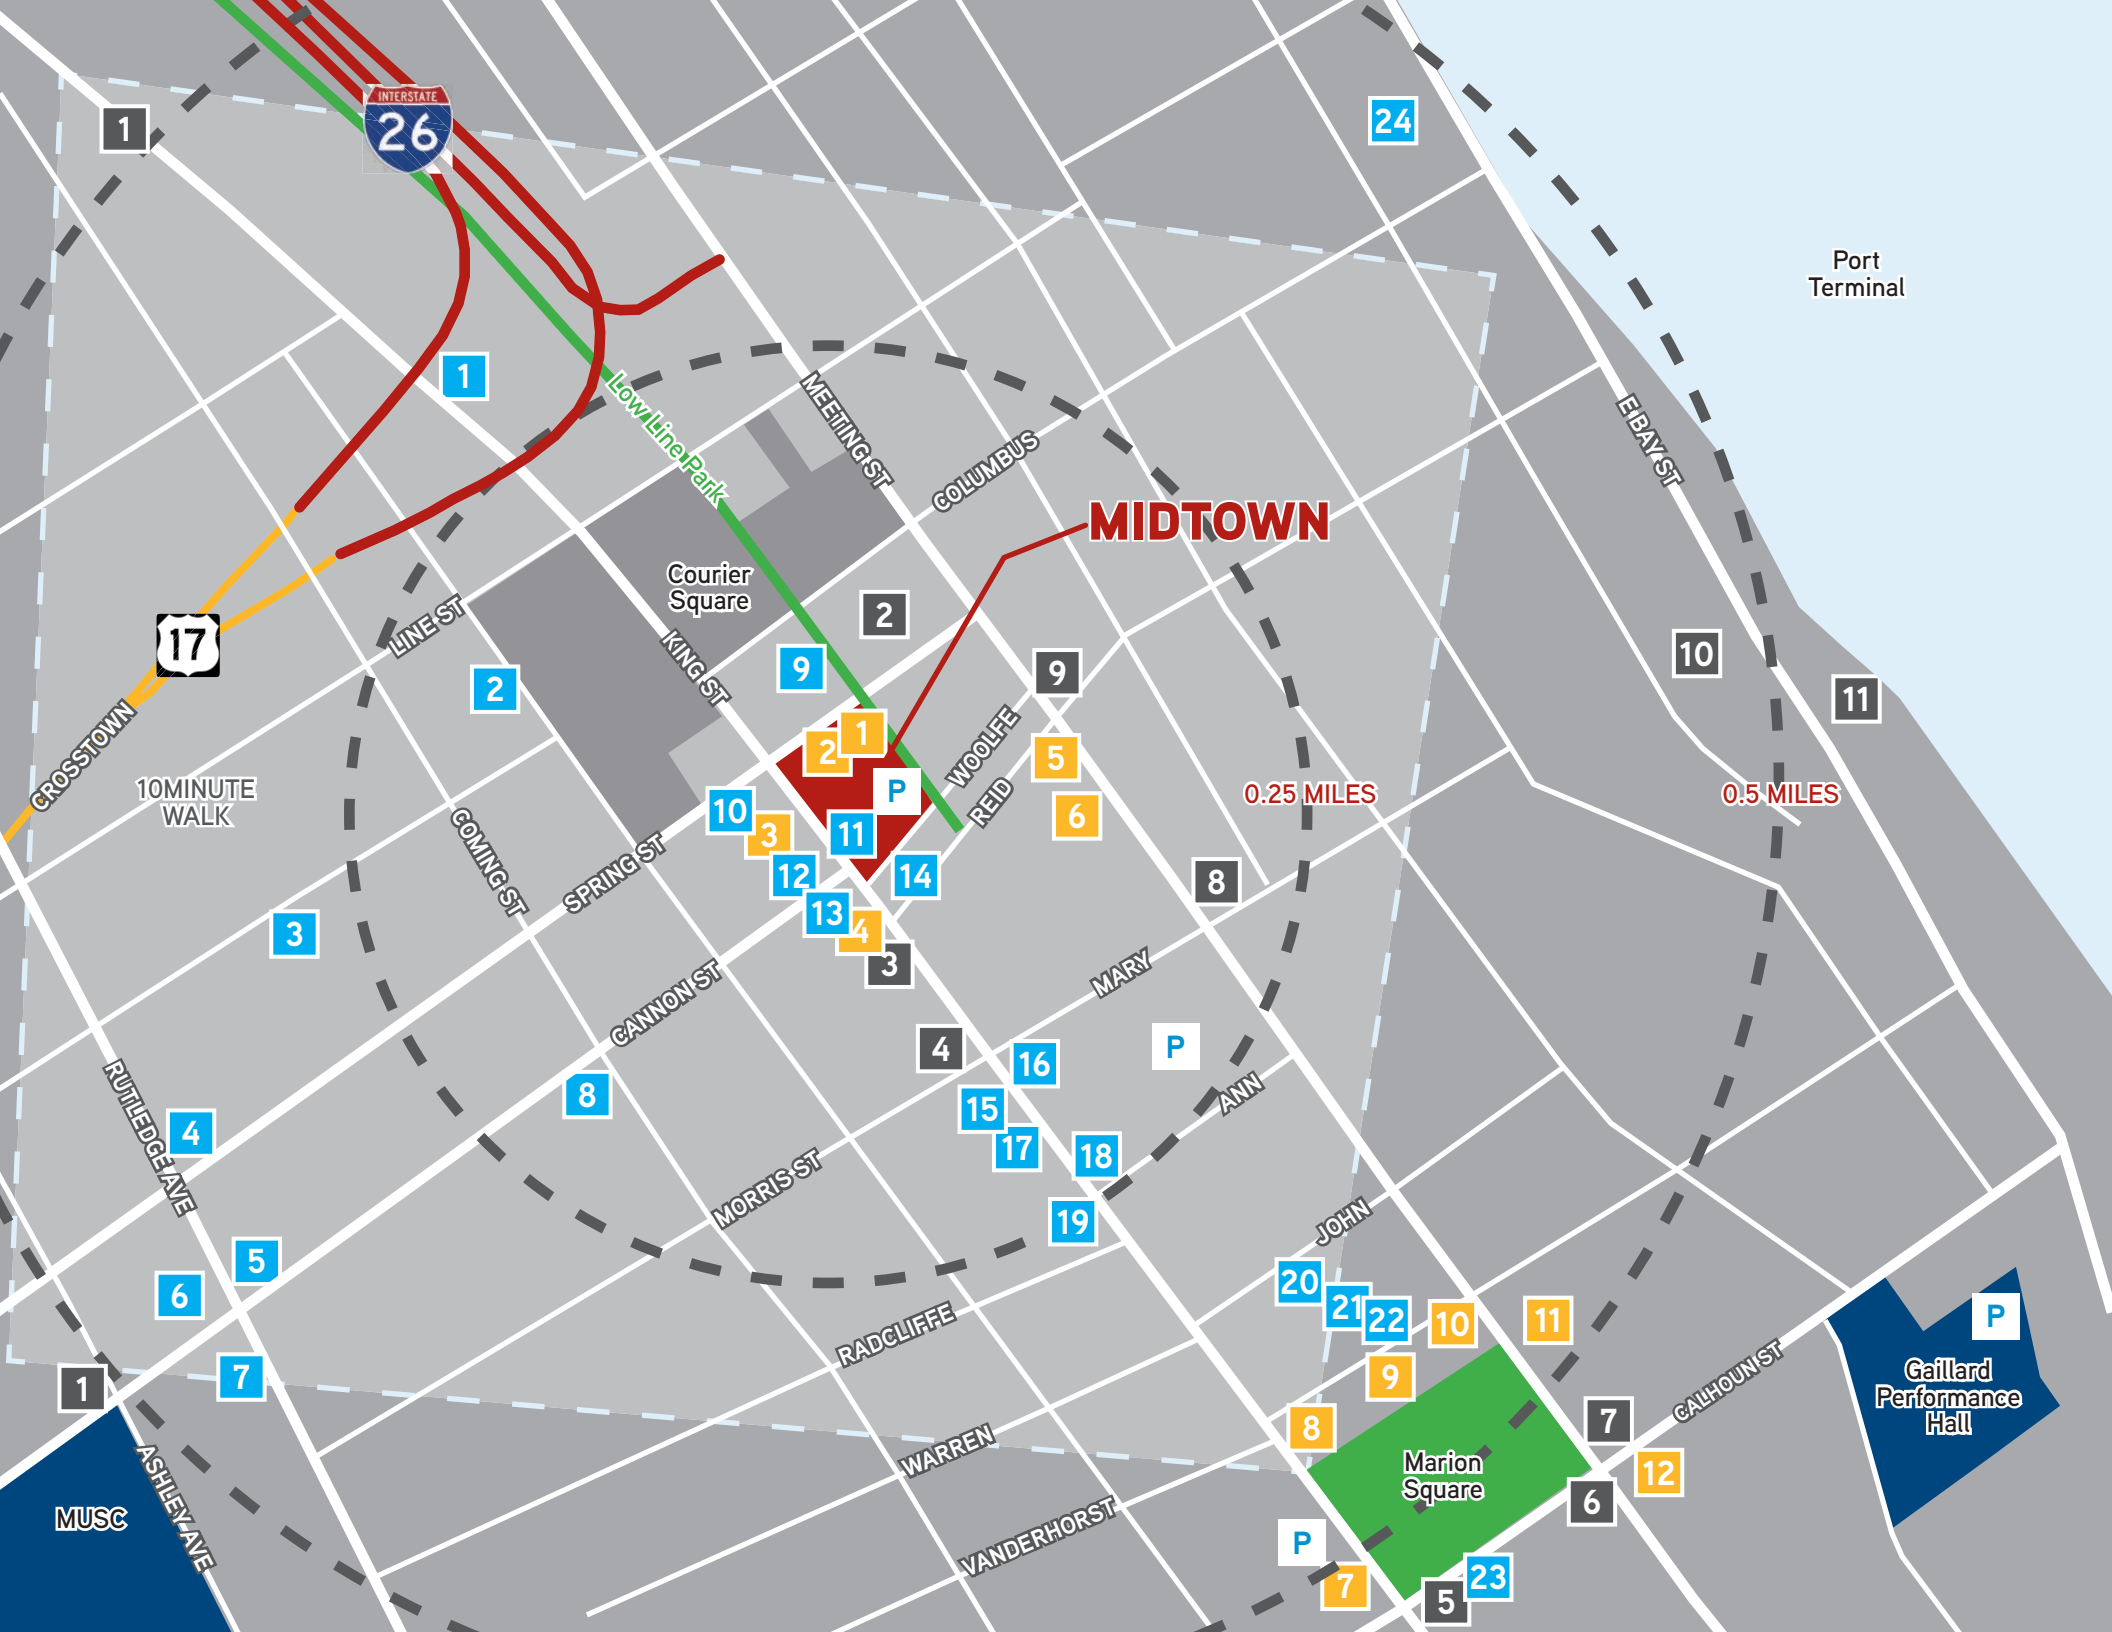 INTERSTATE
26
24
1
Port
Terminal
1
Low Line Park
MEETING ST
E BAY ST
COLUMBUS
MIDTOWN
Courier
Square
2
LINE ST
17
KING ST
9
9
10
2
11
CROSSTOWN
WOOLFE
1
2
5
10MINUTE
WALK
P
REID
0.25 MILES
0.5 MILES
10
3
11
6
COMING ST
SPRING ST
12
14
8
13
4
3
3
MARY
CANNON ST
4
P
16
RUTLEDGE AVE
8
15
ANN
4
17
18
MORRIS ST
19
JOHN
5
6
20
21
22
10
11
P
RADCLIFFE
CALHOUN ST
Gaillard
Performance
Hall
1
7
9
8
7
WARREN
Marion
Square
12
6
ASHLEY AVE
MUSC
VANDERHORST
P
7
23
5